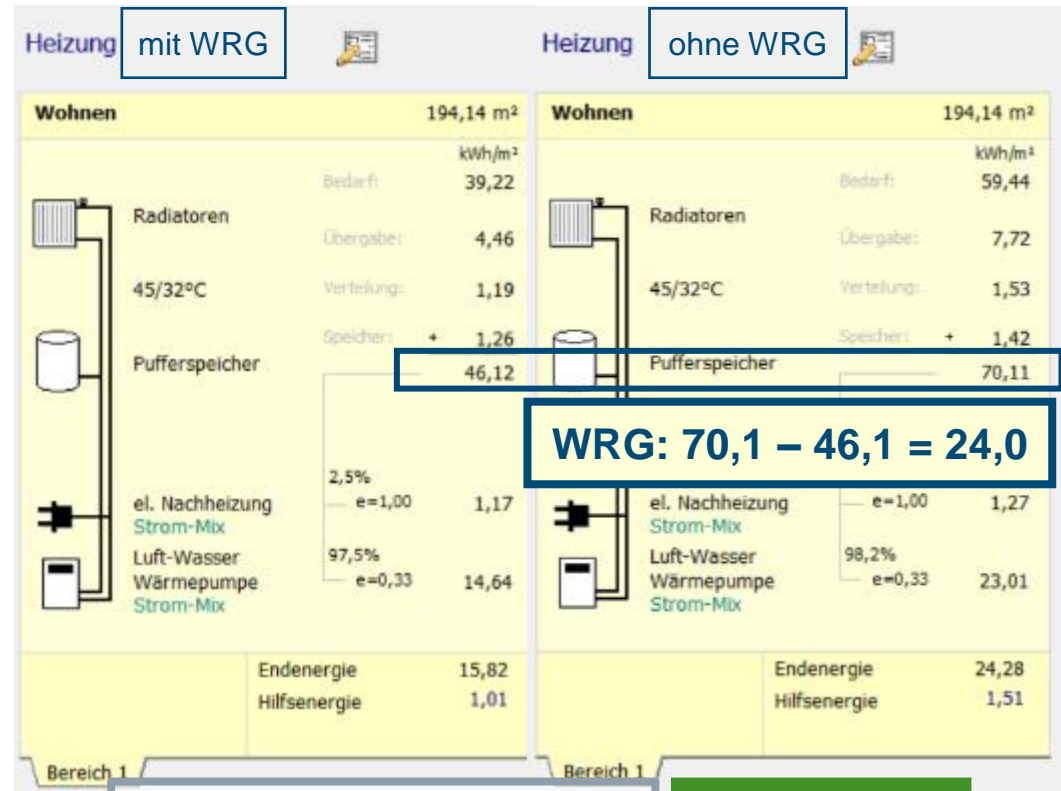 Heizung mit WRG
Wohnen 194,14 m²
kWh/m²
Bedarf: 39,22
Radiatoren
Übergabe: 4,46
45/32°C Verteilung: 1,19
Speicher: + 1,26
Pufferspeicher 46,12
2,5%
el. Nachheizung e=1,00 1,17
Strom-Mix
Luft-Wasser 97,5%
Wärmepumpe e=0,33 14,64
Strom-Mix
Endenergie 15,82
Hilfsenergie 1,01
Bereich 1
Heizung ohne WRG
Wohnen 194,14 m²
kWh/m²
Bedarf: 59,44
Radiatoren
Übergabe: 7,72
45/32°C Verteilung: 1,53
Speicher: + 1,42
Pufferspeicher 70,11
WRG: 70,1 – 46,1 = 24,0
el. Nachheizung e=1,00 1,27
Strom-Mix
Luft-Wasser 98,2%
Wärmepumpe e=0,33 23,01
Strom-Mix
Endenergie 24,28
Hilfsenergie 1,51
Bereich 1